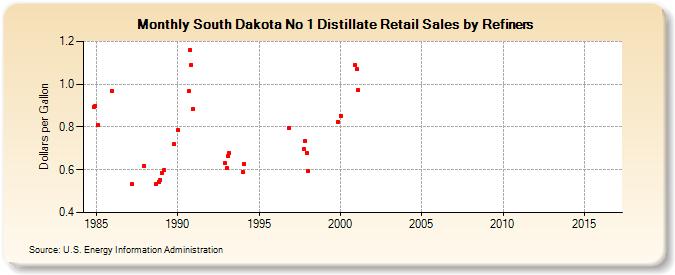 Monthly South Dakota No 1 Distillate Retail Sales by Refiners
Dollars per Gallon
1.2
1.0
0.8
0.6
0.4
1985 1990 1995 2000 2005 2010 2015
Source: U.S. Energy Information Administration